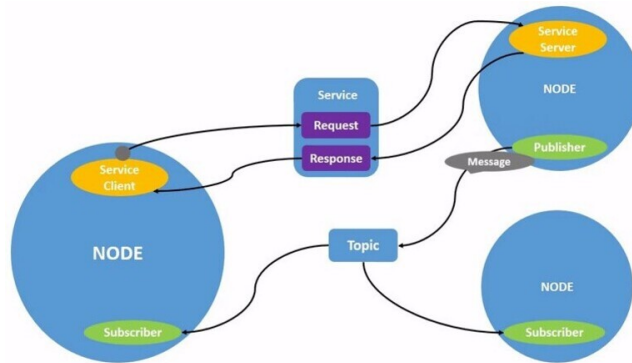 Service
Server
NODE
Service
Request
Response
Publisher
Message
Service
Client
NODE
Topic
NODE
Subscriber
Subscriber